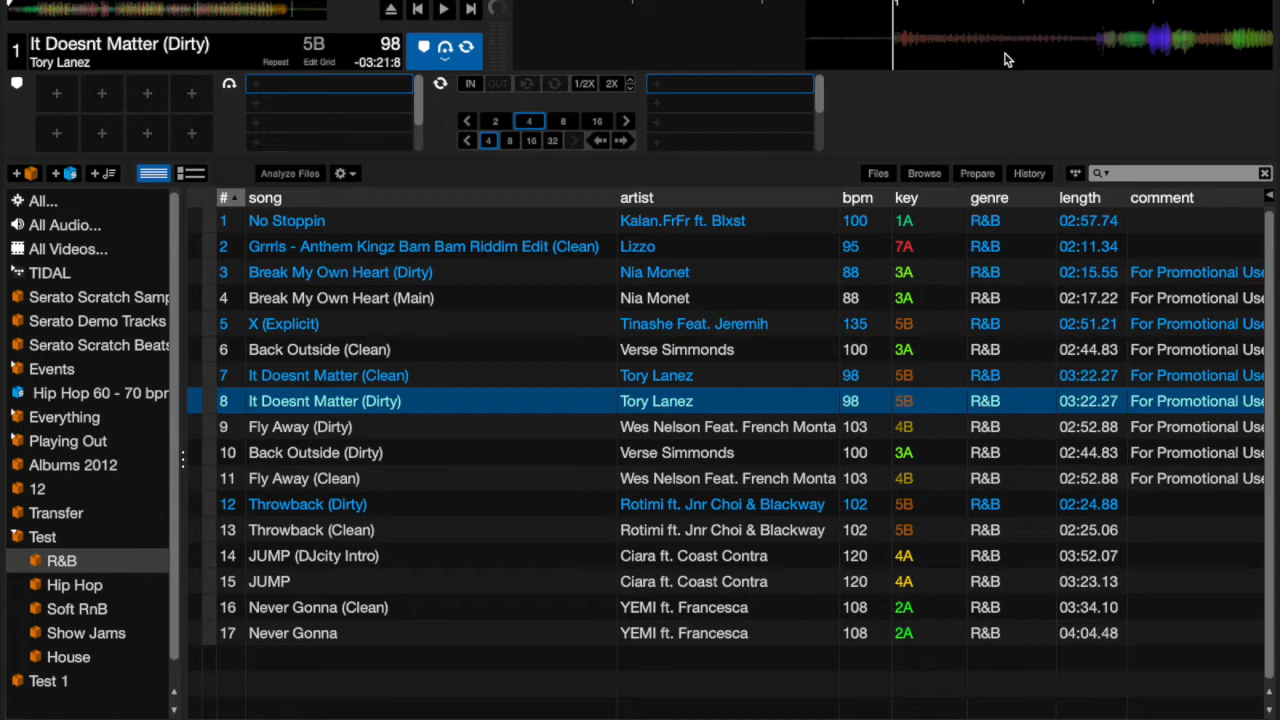 1 It Doesnt Matter (Dirty) 5B 98
Tory Lanez Repeat Edit Grid -03:21:8
1
IN OUT 1/2X 2X
2 4 8 16
4 8 16 32
Analyze Files Files Browse Prepare History
# song artist bpm key genre length comment
1 No Stoppin Kalan.FrFr ft. Blxst 100 1A R&B 02:57.74
2 Grrrls - Anthem Kingz Bam Bam Riddim Edit (Clean) Lizzo 95 7A R&B 02:11.34
3 Break My Own Heart (Dirty) Nia Monet 88 3A R&B 02:15.55 For Promotional Use
4 Break My Own Heart (Main) Nia Monet 88 3A R&B 02:17.22 For Promotional Use
5 X (Explicit) Tinashe Feat. Jeremih 135 5B R&B 02:51.21 For Promotional Use
6 Back Outside (Clean) Verse Simmonds 100 3A R&B 02:44.83 For Promotional Use
7 It Doesnt Matter (Clean) Tory Lanez 98 5B R&B 03:22.27 For Promotional Use
8 It Doesnt Matter (Dirty) Tory Lanez 98 5B R&B 03:22.27 For Promotional Use
9 Fly Away (Dirty) Wes Nelson Feat. French Monta 103 4B R&B 02:52.88 For Promotional Use
10 Back Outside (Dirty) Verse Simmonds 100 3A R&B 02:44.83 For Promotional Use
11 Fly Away (Clean) Wes Nelson Feat. French Monta 103 4B R&B 02:52.88 For Promotional Use
12 Throwback (Dirty) Rotimi ft. Jnr Choi & Blackway 102 5B R&B 02:24.88
13 Throwback (Clean) Rotimi ft. Jnr Choi & Blackway 102 5B R&B 02:25.06
14 JUMP (DJcity Intro) Ciara ft. Coast Contra 120 4A R&B 03:52.07
15 JUMP Ciara ft. Coast Contra 120 4A R&B 03:23.13
16 Never Gonna (Clean) YEMI ft. Francesca 108 2A R&B 03:34.10
17 Never Gonna YEMI ft. Francesca 108 2A R&B 04:04.48
All...
All Audio...
All Videos...
TIDAL
Serato Scratch Samp
Serato Demo Tracks
Serato Scratch Beats
Events
Hip Hop 60 - 70 bpm
Everything
Playing Out
Albums 2012
12
Transfer
Test
R&B
Hip Hop
Soft RnB
Show Jams
House
Test 1